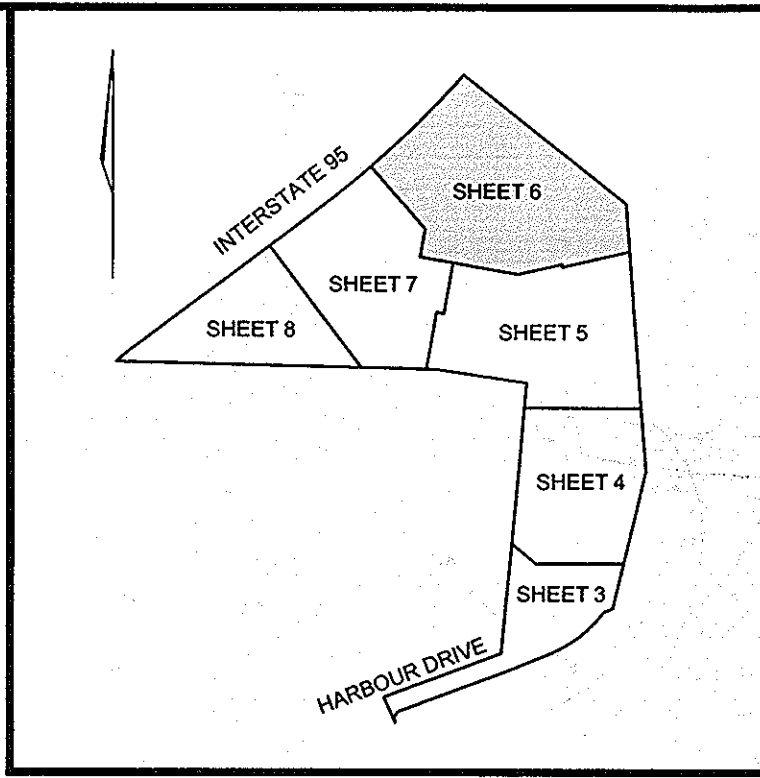 INTERSTATE 95
SHEET 6
SHEET 7
SHEET 8
SHEET 5
SHEET 4
SHEET 3
HARBOUR DRIVE